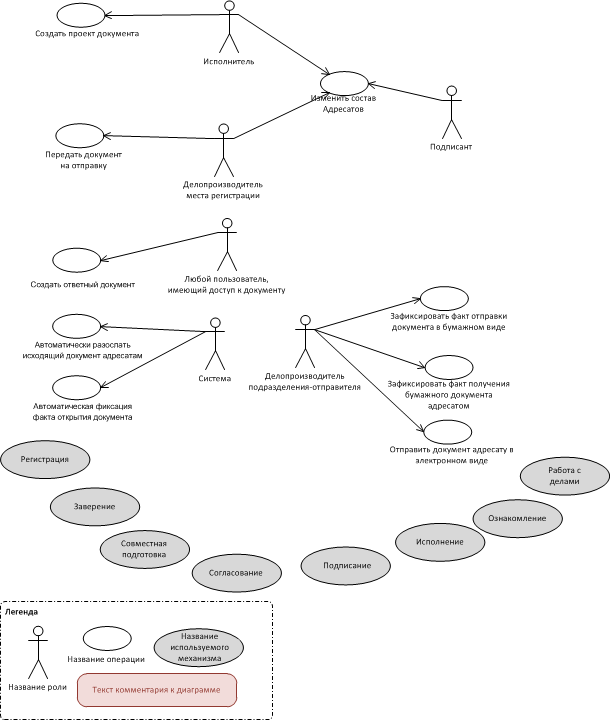 Создать проект документа
Исполнитель
Изменить состав
Адресатов
Подписант
Передать документ
на отправку
Делопроизводитель
места регистрации
Создать ответный документ
Любой пользователь,
имеющий доступ к документу
Автоматически разослать
исходящий документ адресатам
Система
Автоматическая фиксация
факта открытия документа
Делопроизводитель
подразделения-отправителя
Зафиксировать факт отправки
документа в бумажном виде
Зафиксировать факт получения
бумажного документа
адресатом
Отправить документ адресату в
электронном виде
Регистрация
Заверение
Совместная
подготовка
Согласование
Подписание
Исполнение
Ознакомление
Работа с
делами
Легенда
Название роли
Название операции
Название
используемого
механизма
Текст комментария к диаграмме